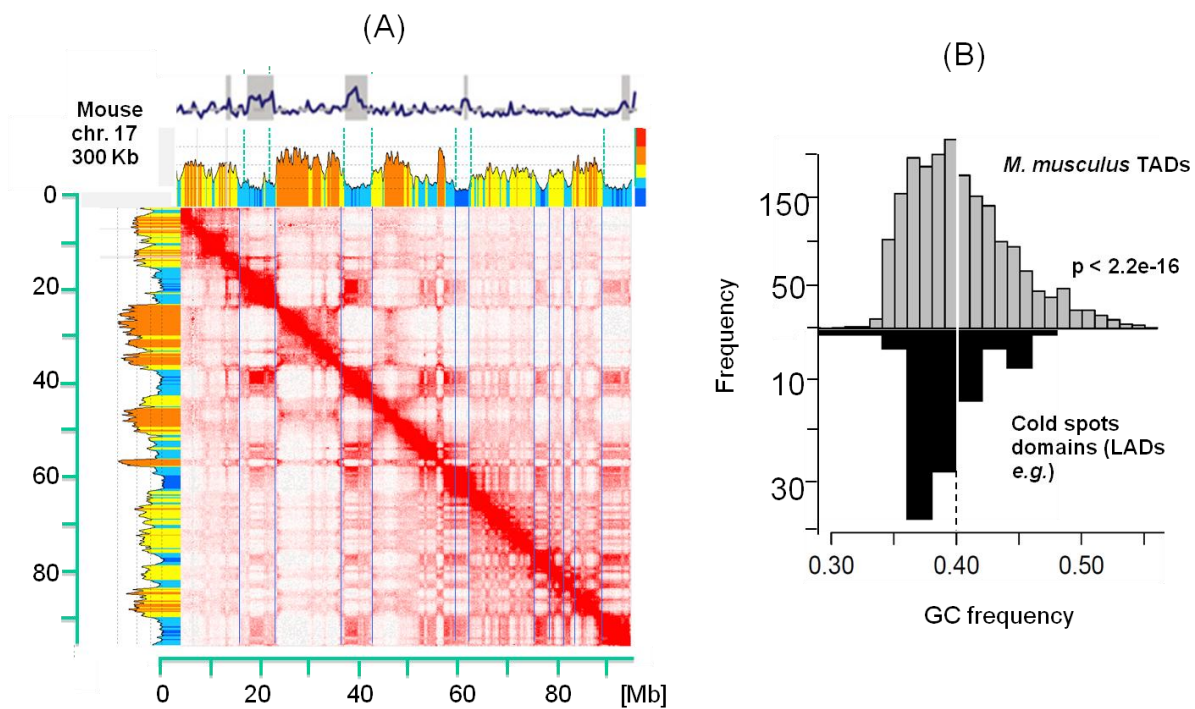 (A)
Mouse
chr. 17
300 Kb
0
20
40
60
80
0
20
40
60
80
[Mb]
(B)
M. musculus TADs
p < 2.2e-16
150
50
10
30
Frequency
Cold spots
domains (LADs
e.g.)
0.30
0.40
0.50
GC frequency